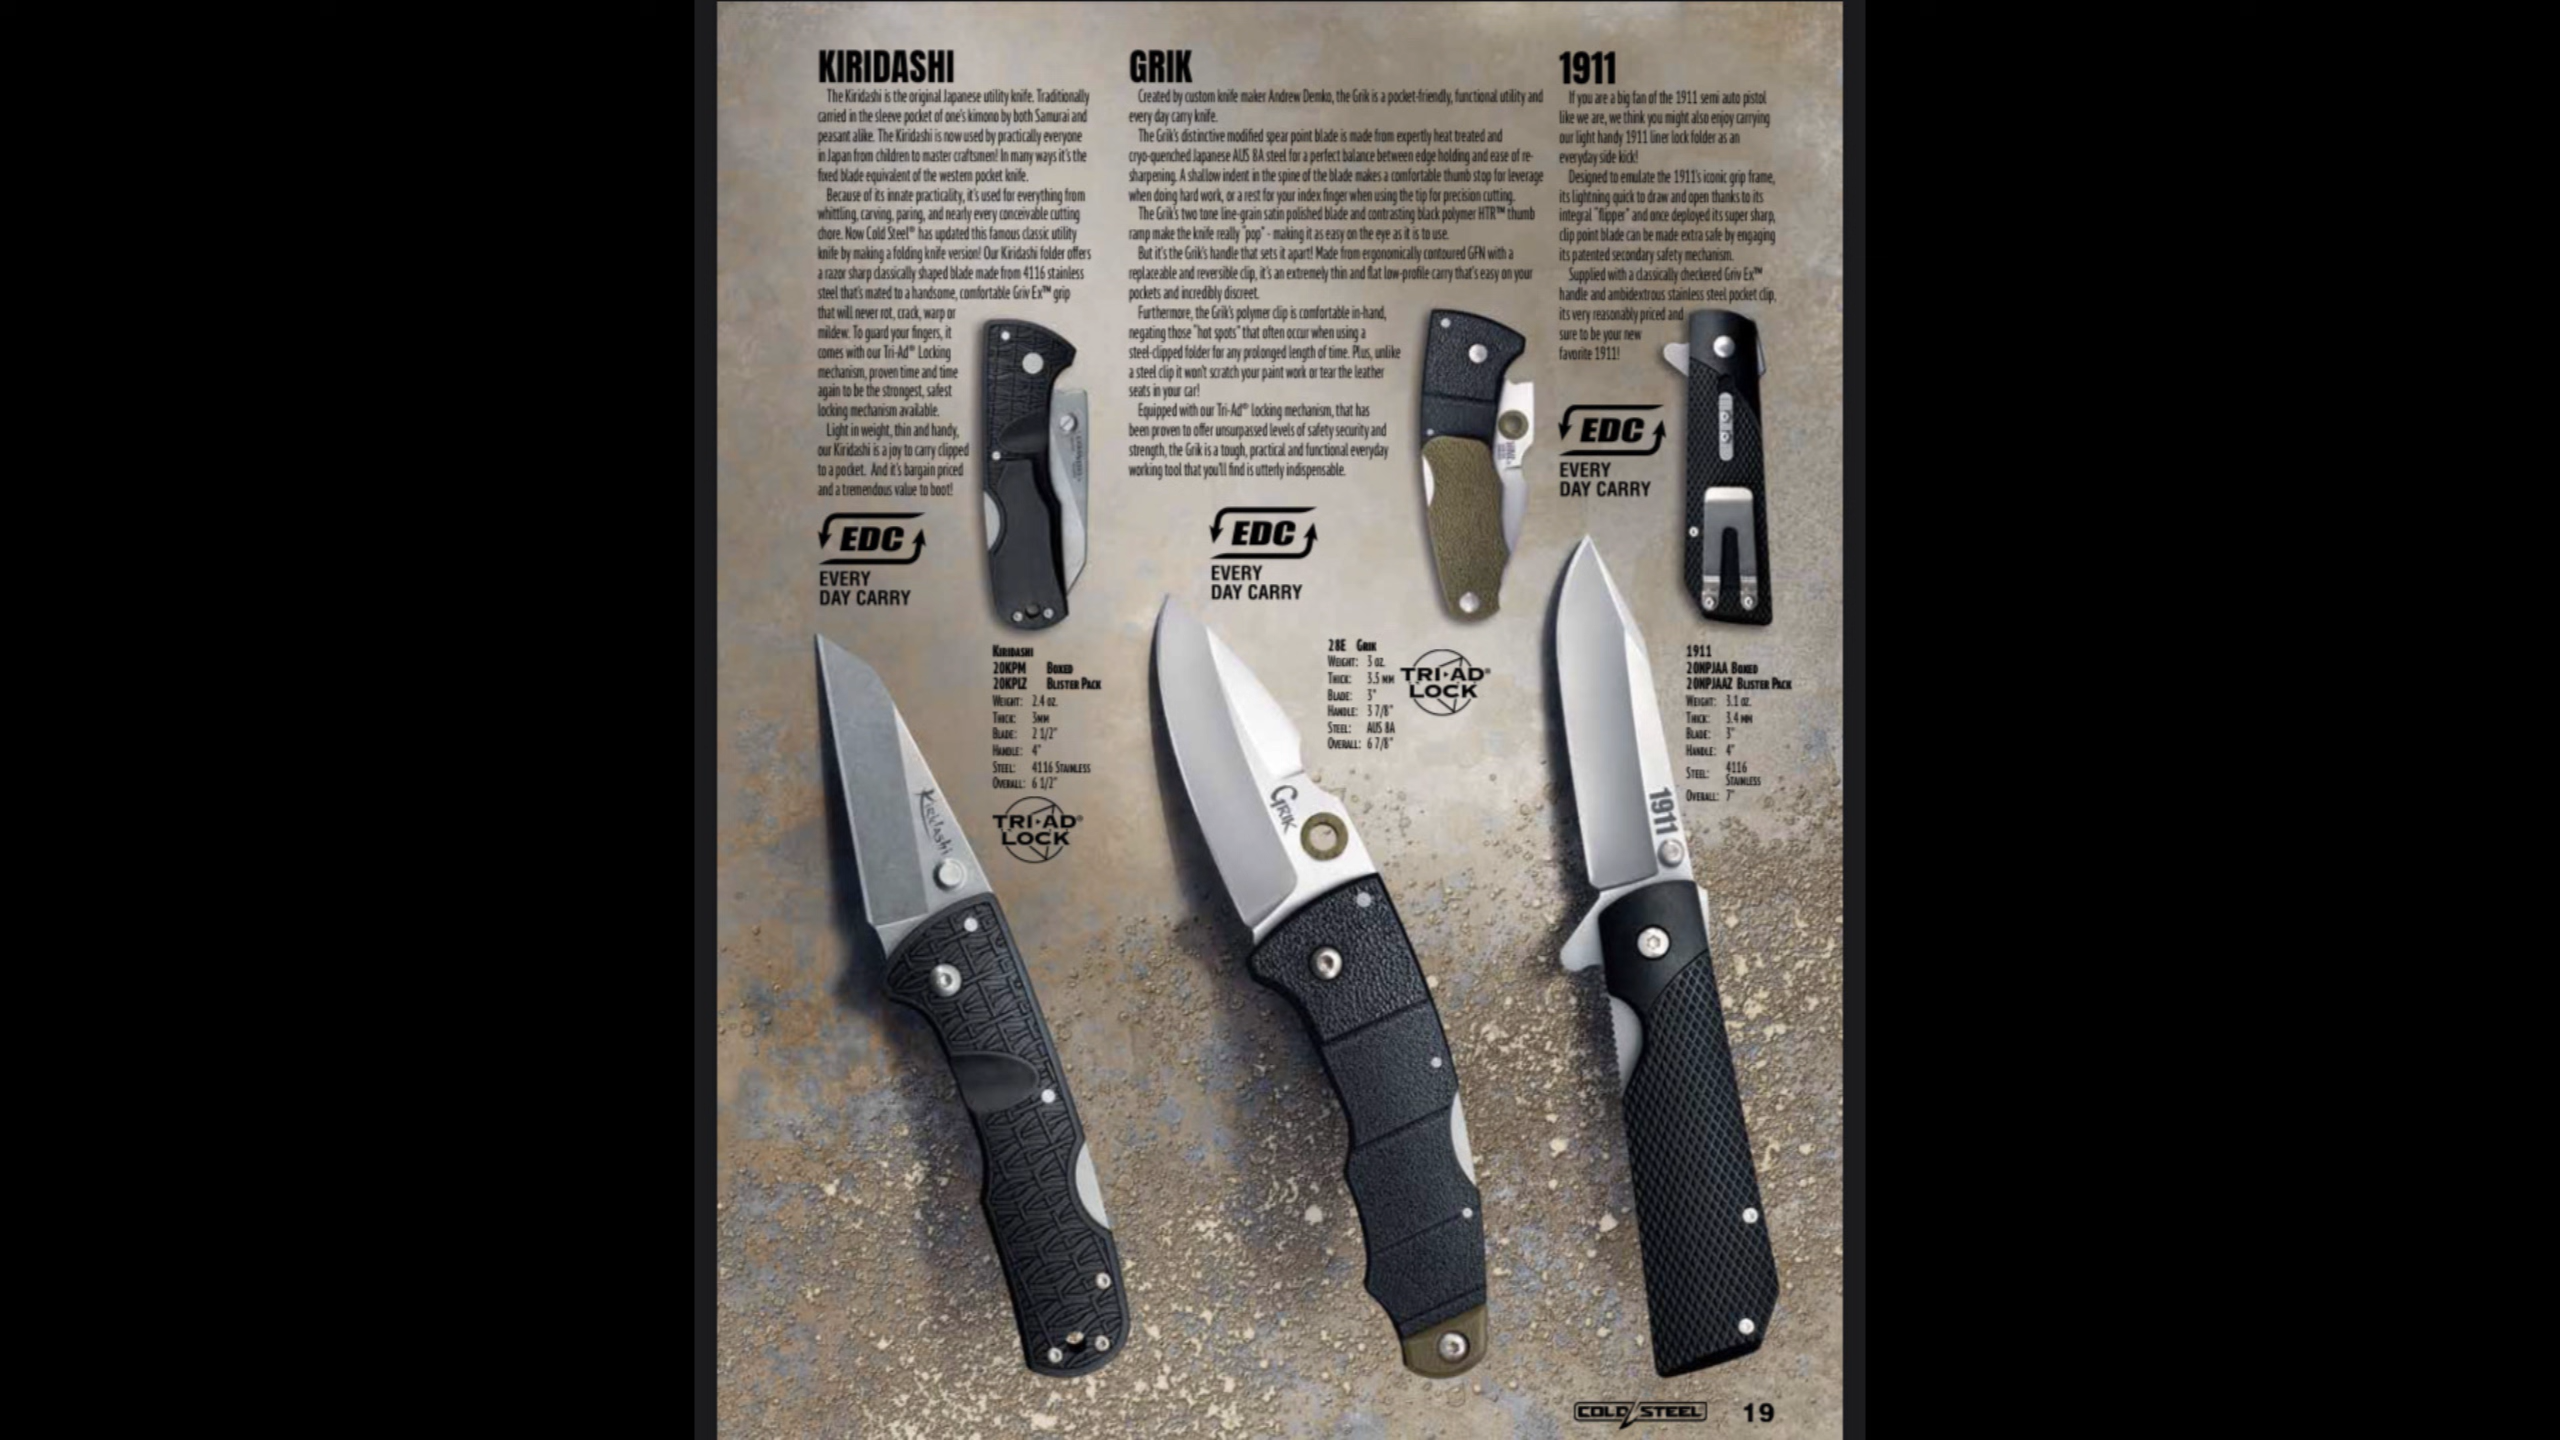 KIRIDASHI
The Kiridashi is the original Japanese utility knife. Traditionally
carried in the sleeve pocket of one's kimono by both Samurai and
peasant alike. The Kiridashi is now used by practically everyone
in Japan from children to master craftsmen! In many ways it's the
fixed blade equivalent of the western pocket knife.
Because of its innate practicality, it's used for everything from
whittling, carving, paring, and nearly every conceivable cutting
chore. Now Cold Steel® has updated this famous classic utility
knife by making a folding knife version! Our Kiridashi folder offers
a razor sharp classically shaped blade made from 4116 stainless
steel that's mated to a handsome, comfortable Griv Ex™ grip
that will never rot, crack, warp or
mildew. To guard your fingers, it
comes with our Tri-Ad® Locking
mechanism, proven time and time
again to be the strongest, safest
locking mechanism available.
Light in weight, thin and handy,
our Kiridashi is a joy to carry clipped
to a pocket. And it's bargain priced
and a tremendous value to boot!
EDC
EVERY
DAY CARRY
KIRIDASHI
20KPM BOXED
20KPLZ BLISTER PACK
WEIGHT: 2.4 OZ.
THICK: 3MM
BLADE: 2 1/2"
HANDLE: 4"
STEEL: 4116 STAINLESS
OVERALL: 6 1/2"
TRI-AD®
LOCK
Kiridashi
GRIK
Created by custom knife maker Andrew Demko, the Grik is a pocket-friendly, functional utility and
every day carry knife.
The Grik's distinctive modified spear point blade is made from expertly heat treated and
cryo-quenched Japanese AUS 8A steel for a perfect balance between edge holding and ease of re-
sharpening. A shallow indent in the spine of the blade makes a comfortable thumb stop for leverage
when doing hard work, or a rest for your index finger when using the tip for precision cutting.
The Grik's two tone line-grain satin polished blade and contrasting black polymer HTR™ thumb
ramp make the knife really "pop" - making it as easy on the eye as it is to use.
But it's the Grik's handle that sets it apart! Made from ergonomically contoured GFN with a
replaceable and reversible clip, it's an extremely thin and flat low-profile carry that's easy on your
pockets and incredibly discreet.
Furthermore, the Grik's polymer clip is comfortable in-hand,
negating those "hot spots" that often occur when using a
steel-clipped folder for any prolonged length of time. Plus, unlike
a steel clip it won't scratch your paint work or tear the leather
seats in your car!
Equipped with our Tri-Ad® locking mechanism, that has
been proven to offer unsurpassed levels of safety security and
strength, the Grik is a tough, practical and functional everyday
working tool that you'll find is utterly indispensable.
EDC
EVERY
DAY CARRY
28E GRIK
WEIGHT: 3 OZ.
THICK: 3.5 MM
BLADE: 3"
HANDLE: 3 7/8"
STEEL: AUS 8A
OVERALL: 6 7/8"
TRI-AD®
LOCK
GRIK
1911
If you are a big fan of the 1911 semi auto pistol
like we are, we think you might also enjoy carrying
our light handy 1911 liner lock folder as an
everyday side kick!
Designed to emulate the 1911's iconic grip frame,
its lightning quick to draw and open thanks to its
integral "flipper" and once deployed its super sharp,
clip point blade can be made extra safe by engaging
its patented secondary safety mechanism.
Supplied with a classically checkered Griv Ex™
handle and ambidextrous stainless steel pocket clip,
its very reasonably priced and
sure to be your new
favorite 1911!
EDC
EVERY
DAY CARRY
1911
20NPJAA BOXED
20NPJAAZ BLISTER PACK
WEIGHT: 3.1 OZ.
THICK: 3.4 MM
BLADE: 3"
HANDLE: 4"
STEEL: 4116
STAINLESS
OVERALL: 7"
1911
COLD STEEL 19